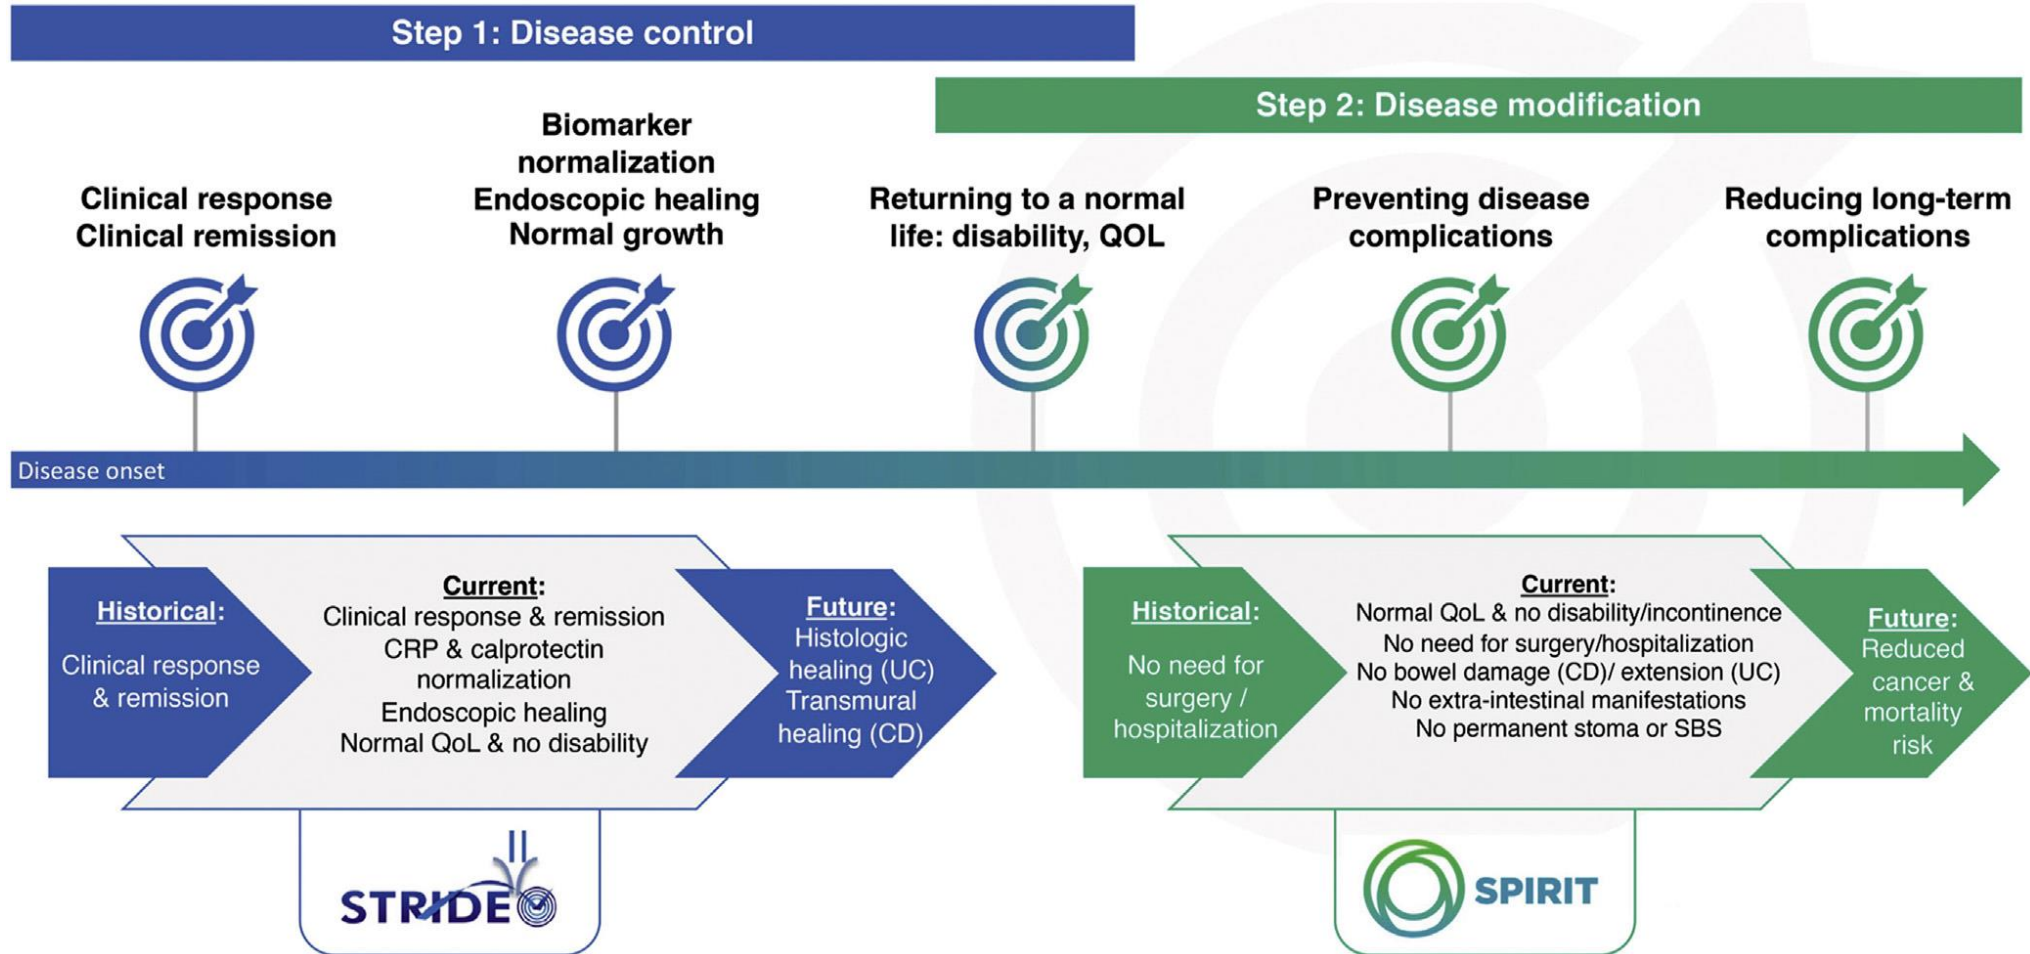 Step 1: Disease control
Step 2: Disease modification
Clinical response
Clinical remission
Biomarker
normalization
Endoscopic healing
Normal growth
Returning to a normal
life: disability, QOL
Preventing disease
complications
Reducing long-term
complications
Disease onset
Historical:
Clinical response
& remission
Current:
Clinical response & remission
CRP & calprotectin
normalization
Endoscopic healing
Normal QoL & no disability
Future:
Histologic
healing (UC)
Transmural
healing (CD)
II
STRIDE
Historical:
No need for
surgery /
hospitalization
Current:
Normal QoL & no disability/incontinence
No need for surgery/hospitalization
No bowel damage (CD)/ extension (UC)
No extra-intestinal manifestations
No permanent stoma or SBS
Future:
Reduced
cancer &
mortality
risk
SPIRIT